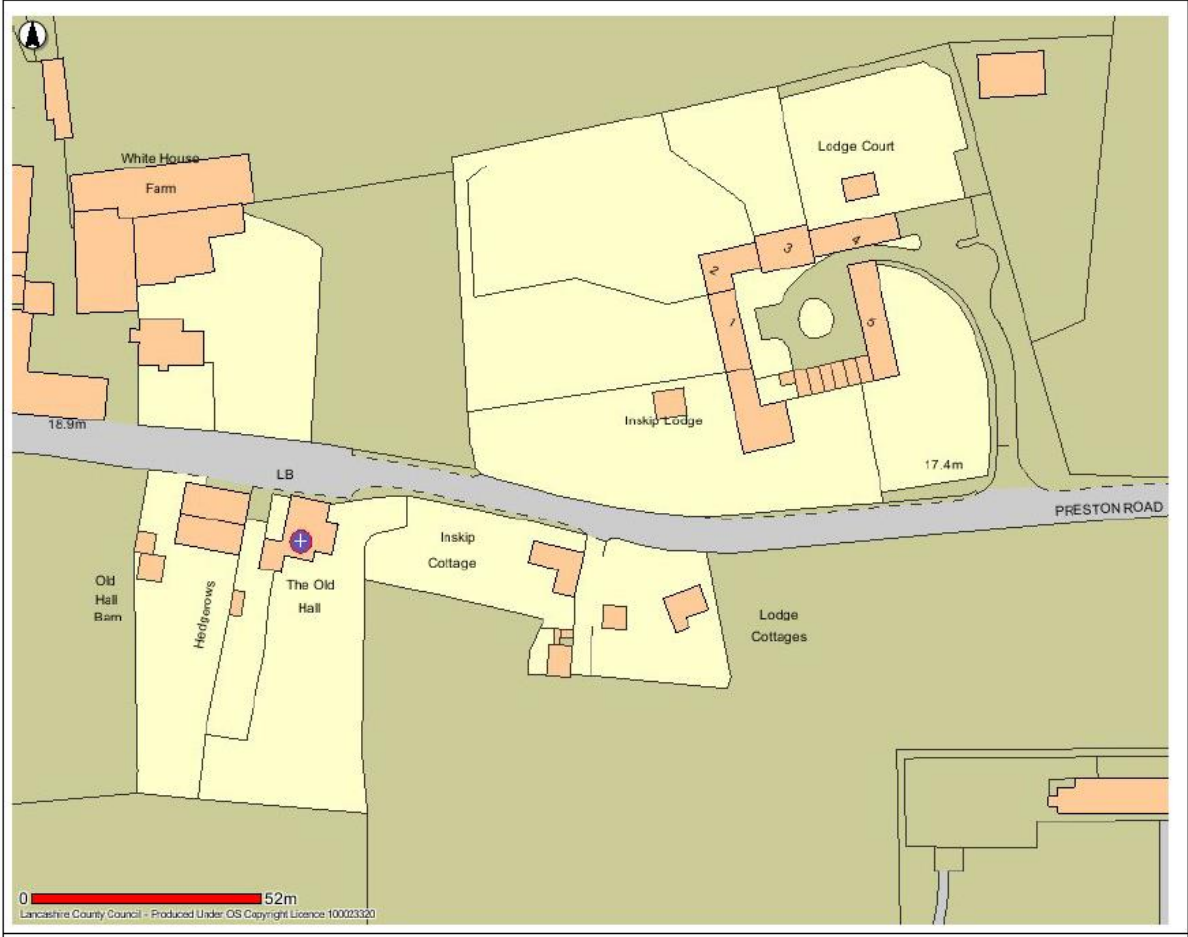 White House
Farm
Lodge Court
2
3
4
1
5
Inskip Lodge
18.9m
17.4m
LB
PRESTON ROAD
Inskip
Cottage
Old
Hall
Barn
Hedgerows
The Old
Hall
Lodge
Cottages
0
52m
Lancashire County Council - Produced Under OS Copyright Licence 100023320